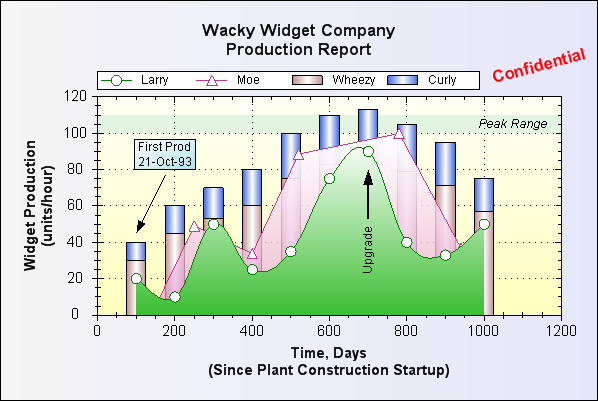 Wacky Widget Company
Production Report
Confidential
Larry Moe Wheezy Curly
120
100
80
60
40
20
0
Widget Production
(units/hour)
Peak Range
First Prod
21-Oct-93
Upgrade
0 200 400 600 800 1000 1200
Time, Days
(Since Plant Construction Startup)